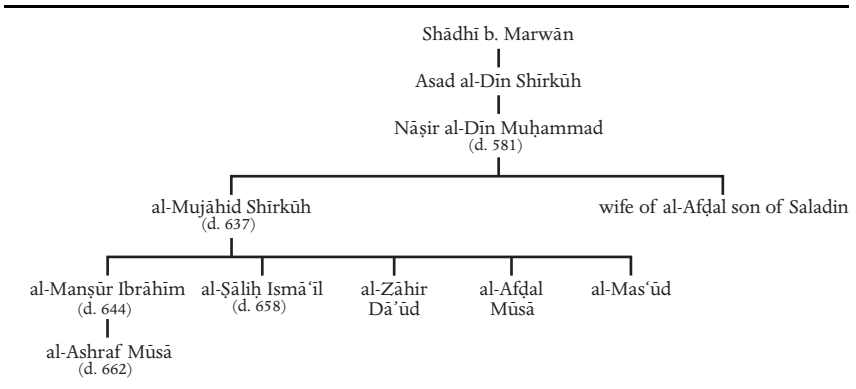 Shādhī b. Marwān
Asad al-Dīn Shīrkūh
Nāṣir al-Dīn Muḥammad
(d. 581)
al-Mujāhid Shīrkūh
(d. 637)
wife of al-Afḍal son of Saladin
al-Manṣūr Ibrāhīm
(d. 644)
al-Ṣāliḥ Ismāʿīl
(d. 658)
al-Zāhir
Dāʾūd
al-Afḍal
Mūsā
al-Masʿūd
al-Ashraf Mūsā
(d. 662)